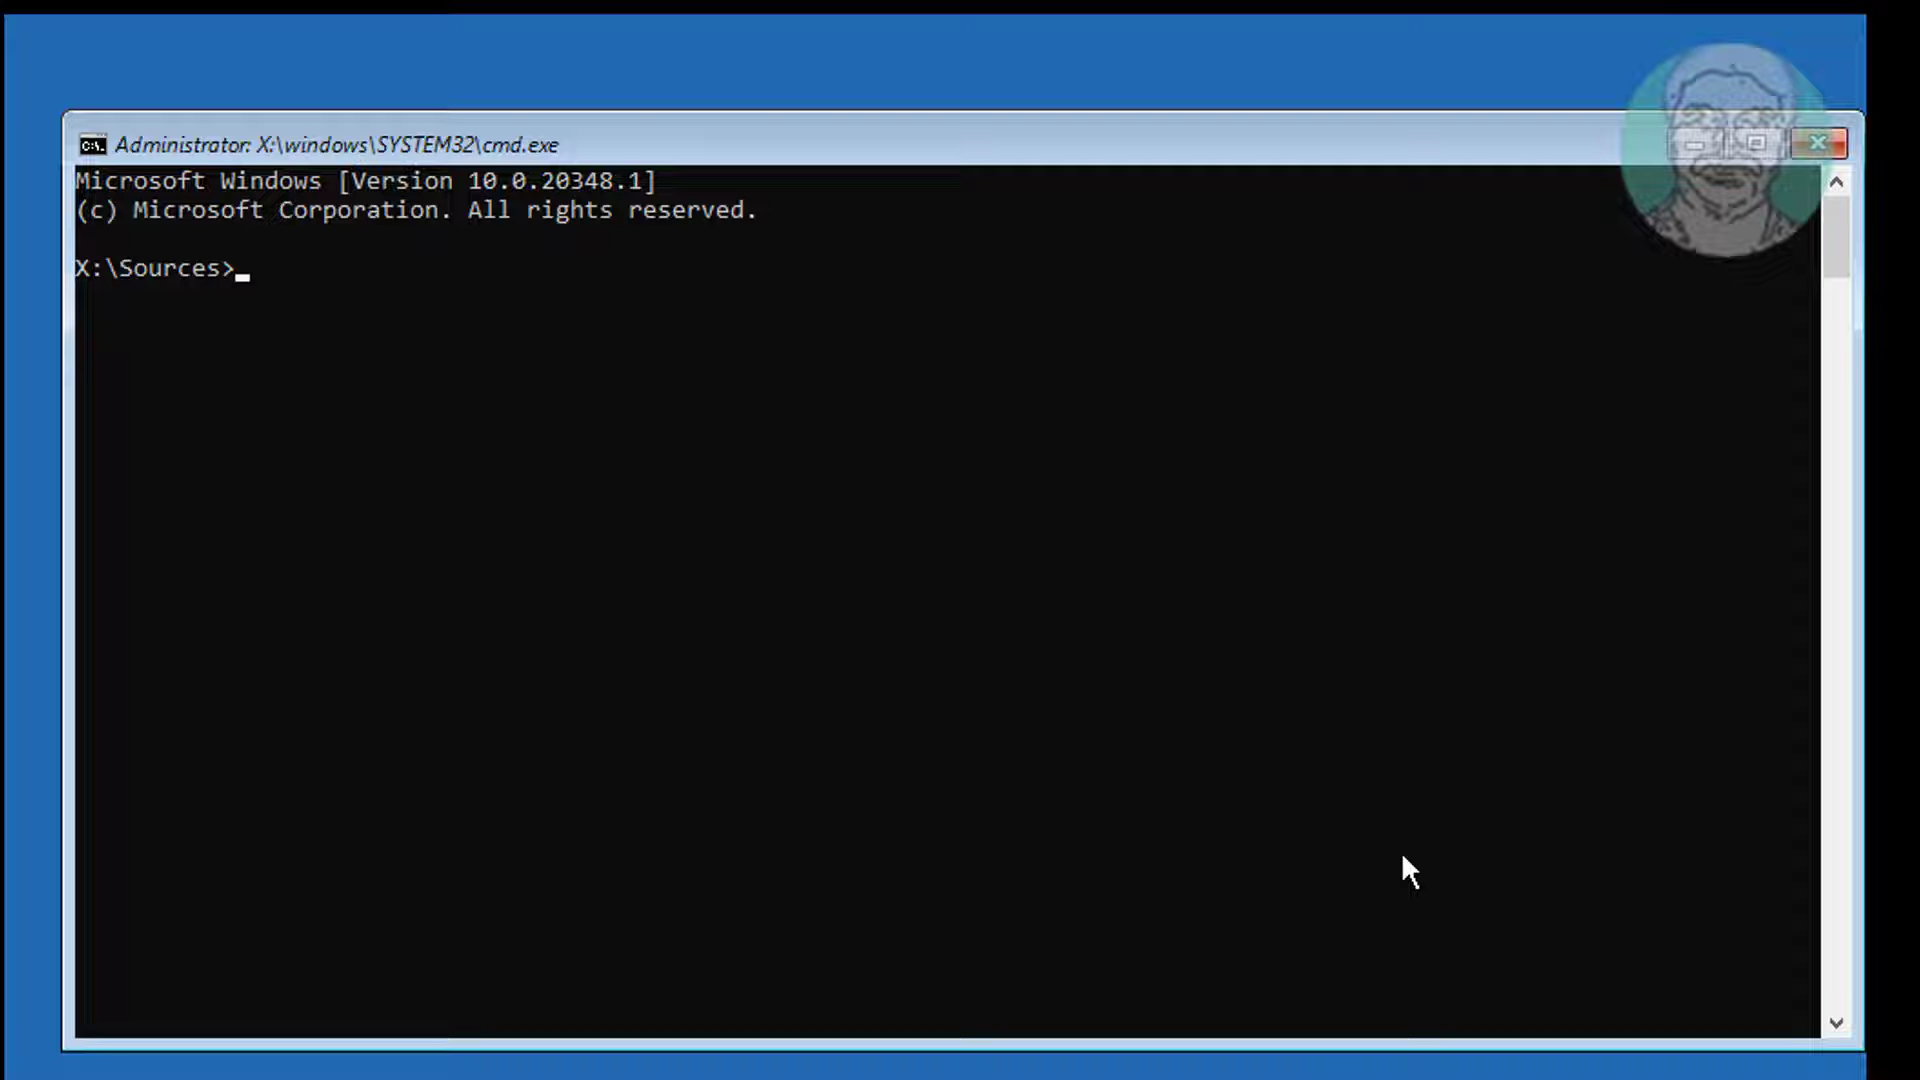 Administrator: X:\windows\SYSTEM32\cmd.exe
Microsoft Windows [Version 10.0.20348.1]
(c) Microsoft Corporation. All rights reserved.
X:\Sources>